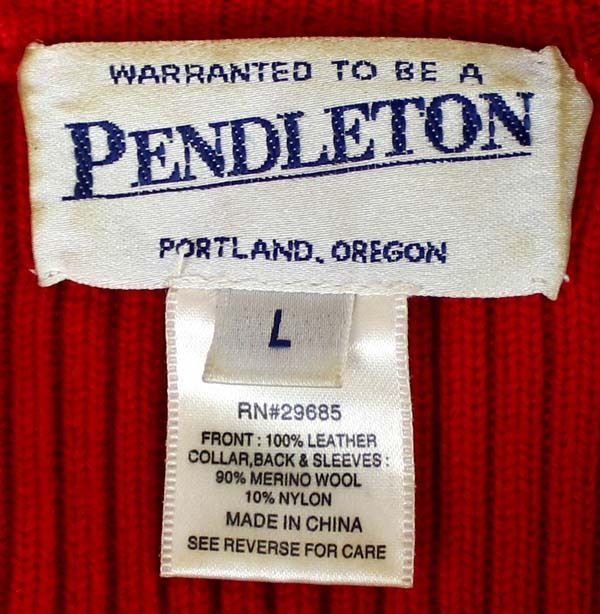 WARRANTED TO BE A
PENDLETON
PORTLAND, OREGON
L
RN#29685
FRONT : 100% LEATHER
COLLAR,BACK & SLEEVES :
90% MERINO WOOL
10% NYLON
MADE IN CHINA
SEE REVERSE FOR CARE